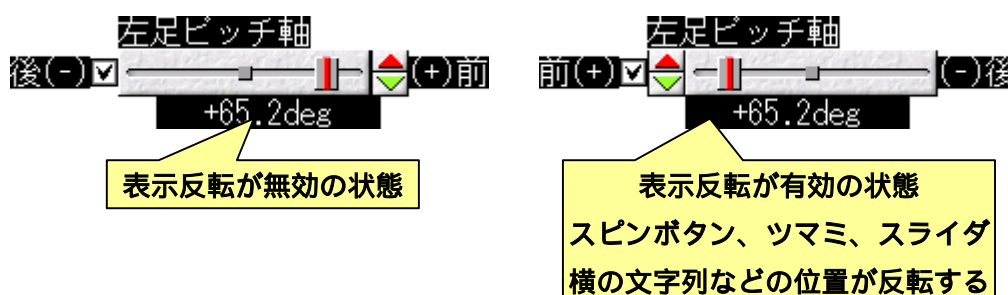 左足ピッチ軸
後(-)
(+)前
+65.2deg
表示反転が無効の状態
左足ピッチ軸
前(+)
(-)後
+65.2deg
表示反転が有効の状態
スピンボタン、ツマミ、スライダ
横の文字列などの位置が反転する